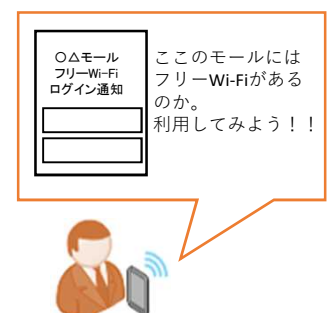 〇△モール
フリーWi-Fi
ログイン通知
ここのモールには
フリーWi-Fiがある
のか。
利用してみよう！！